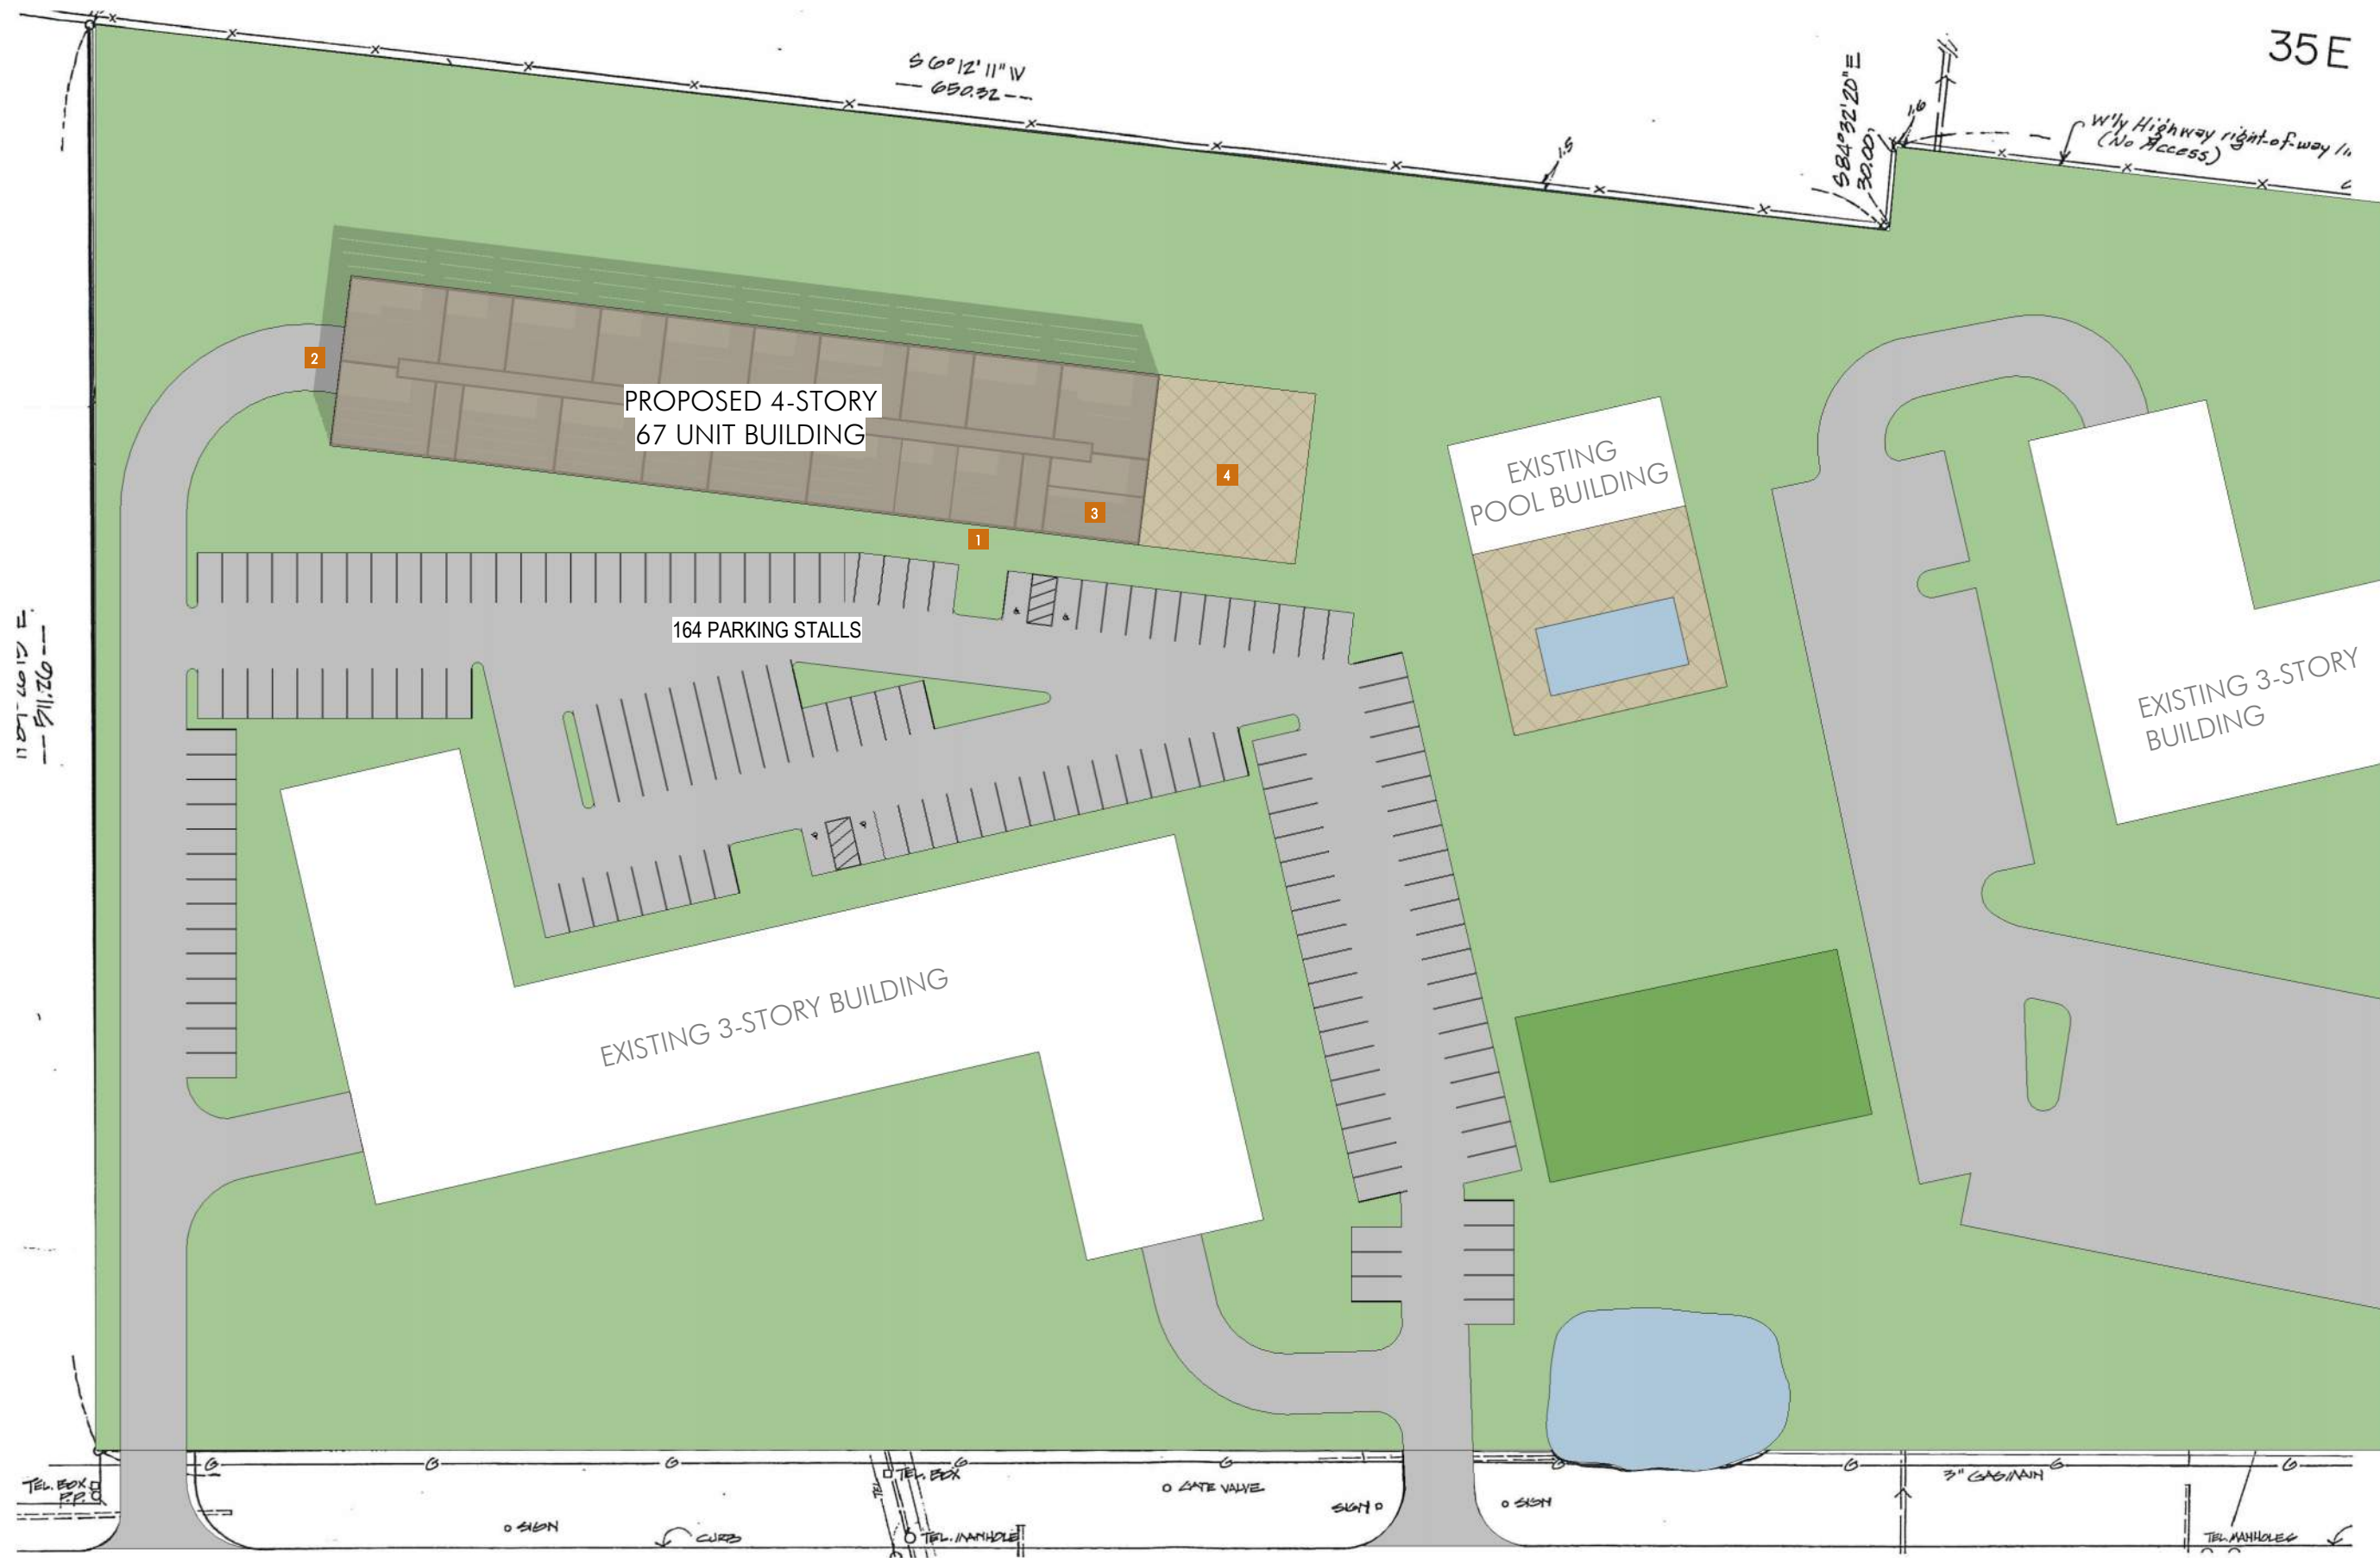 35E
S 6° 12' 11" W
650.32
S 84° 32' 20" E
30.00
1.6
W'ly Highway right-of-way
(No Access)
1.5
2
PROPOSED 4-STORY
67 UNIT BUILDING
4
3
1
EXISTING
POOL BUILDING
164 PARKING STALLS
511.26
EXISTING 3-STORY
BUILDING
EXISTING 3-STORY BUILDING
G
G
G
G
G
G
G
G
TEL. BOX
P.P.
TEL. BOX
TEL
GATE VALVE
3" GAS MAIN
SIGN
SIGN
SIGN
CURB
TEL. MANHOLE
TEL. MANHOLES